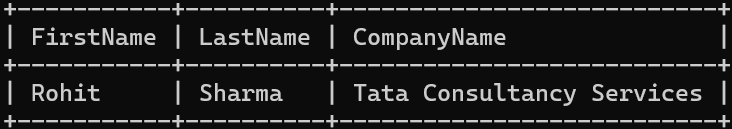 +-----------+----------+---------------------------+
| FirstName | LastName | CompanyName               |
+-----------+----------+---------------------------+
| Rohit     | Sharma   | Tata Consultancy Services |
+-----------+----------+---------------------------+